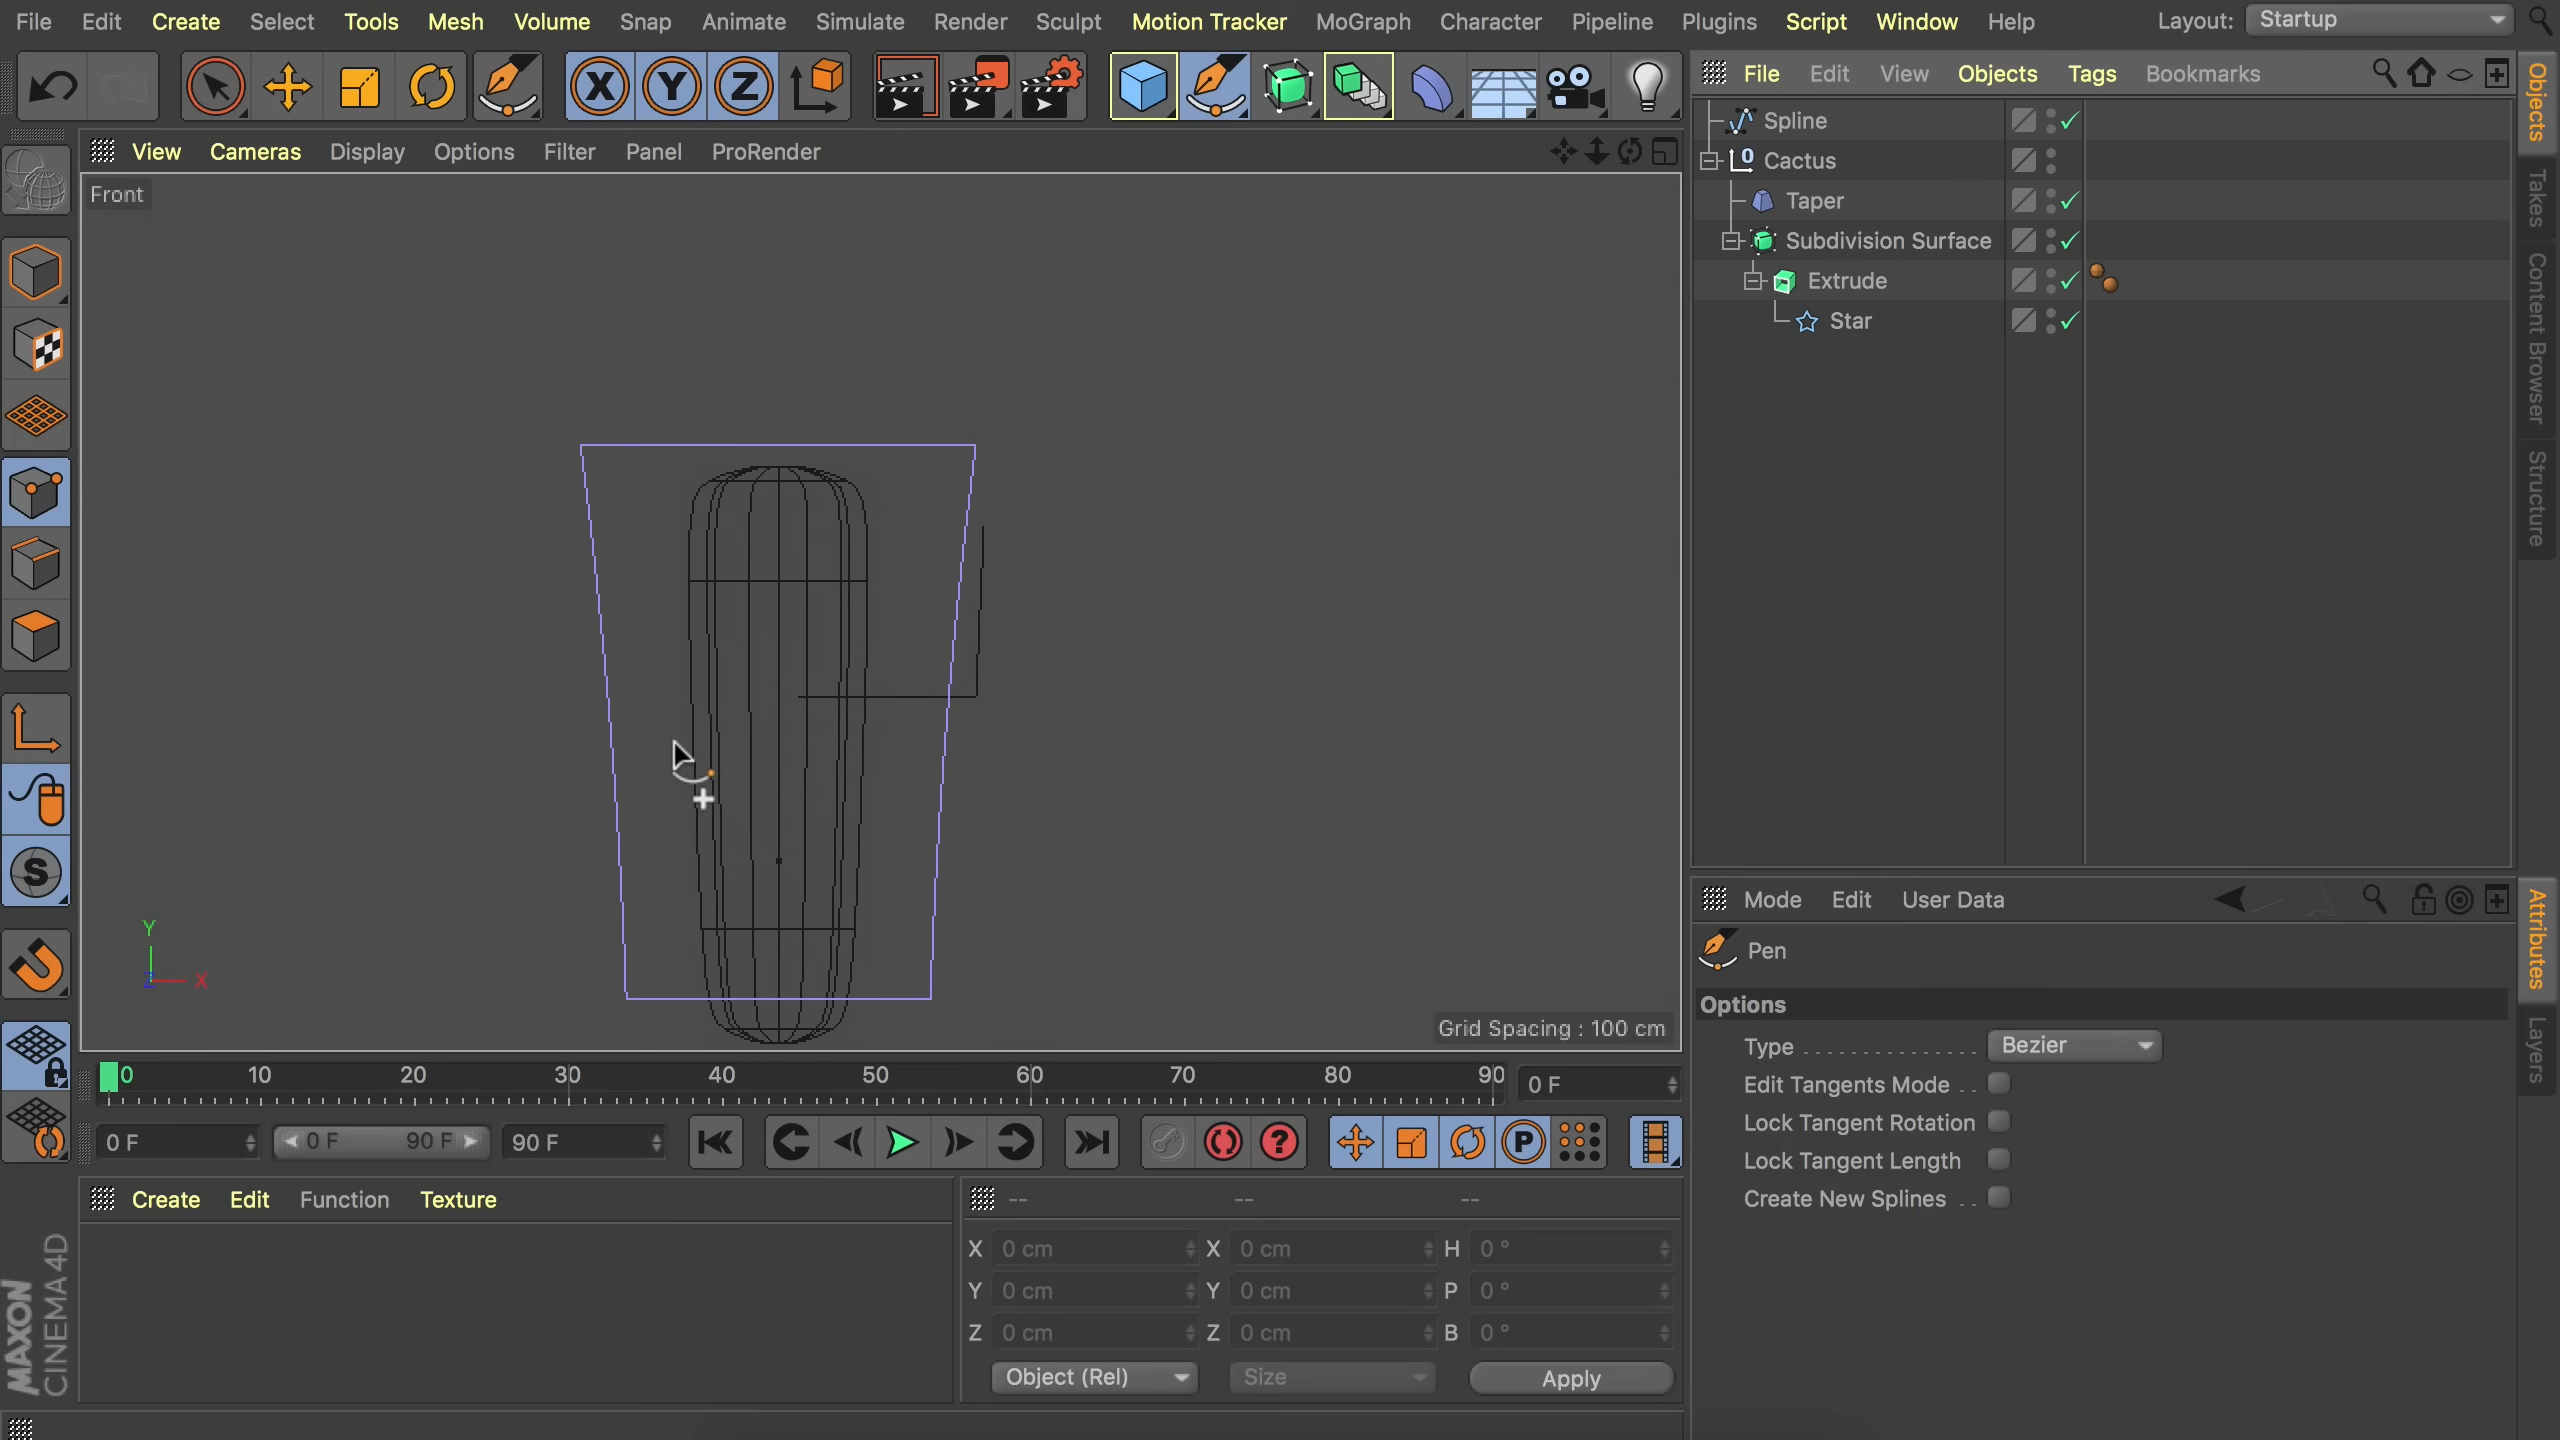 File Edit Create Select Tools Mesh Volume Snap Animate Simulate Render Sculpt Motion Tracker MoGraph Character Pipeline Plugins Script Window Help Layout: Startup
X Y Z
File Edit View Objects Tags Bookmarks
View Cameras Display Options Filter Panel ProRender
Front
Spline
0 Cactus
Taper
Subdivision Surface
Extrude
Star
Objects
Takes
Content Browser
Structure
S
Y
Z X
Grid Spacing : 100 cm
Mode Edit User Data
Pen
Options
Type Bezier
Edit Tangents Mode
Lock Tangent Rotation
Lock Tangent Length
Create New Splines
Attributes
Layers
0 10 20 30 40 50 60 70 80 90 0 F
0 F 0 F 90 F 90 F ? P
Create Edit Function Texture
-- -- --
X 0 cm X 0 cm H 0 °
Y 0 cm Y 0 cm P 0 °
Z 0 cm Z 0 cm B 0 °
Object (Rel) Size Apply
MAXON
CINEMA 4D